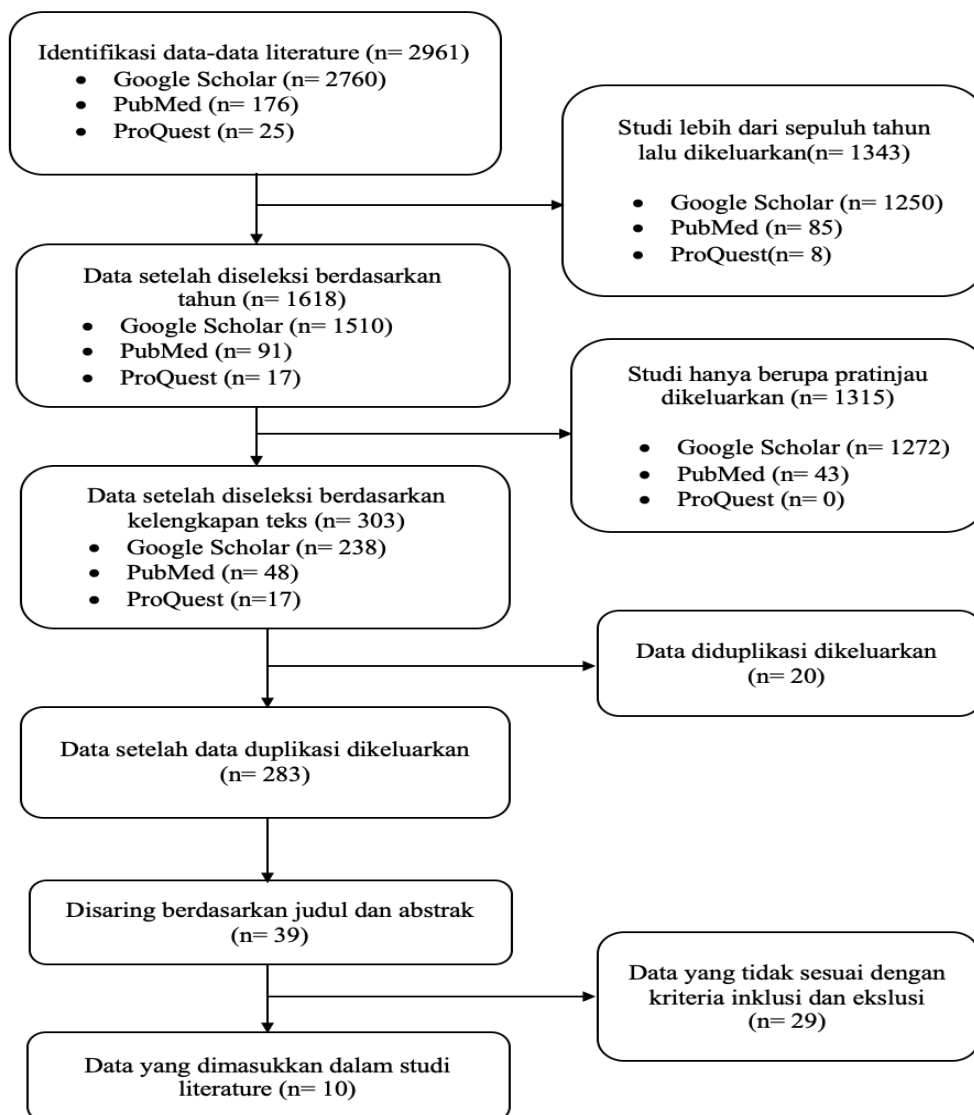 Identifikasi data-data literature (n= 2961)
• Google Scholar (n= 2760)
• PubMed (n= 176)
• ProQuest (n= 25)
Studi lebih dari sepuluh tahun
lalu dikeluarkan(n= 1343)
• Google Scholar (n= 1250)
• PubMed (n= 85)
• ProQuest(n= 8)
Data setelah diseleksi berdasarkan
tahun (n= 1618)
• Google Scholar (n= 1510)
• PubMed (n= 91)
• ProQuest (n= 17)
Studi hanya berupa pratinjau
dikeluarkan (n= 1315)
• Google Scholar (n= 1272)
• PubMed (n= 43)
• ProQuest (n= 0)
Data setelah diseleksi berdasarkan
kelengkapan teks (n= 303)
• Google Scholar (n= 238)
• PubMed (n= 48)
• ProQuest (n=17)
Data diduplikasi dikeluarkan
(n= 20)
Data setelah data duplikasi dikeluarkan
(n= 283)
Disaring berdasarkan judul dan abstrak
(n= 39)
Data yang tidak sesuai dengan
kriteria inklusi dan ekslusi
(n= 29)
Data yang dimasukkan dalam studi
literature (n= 10)